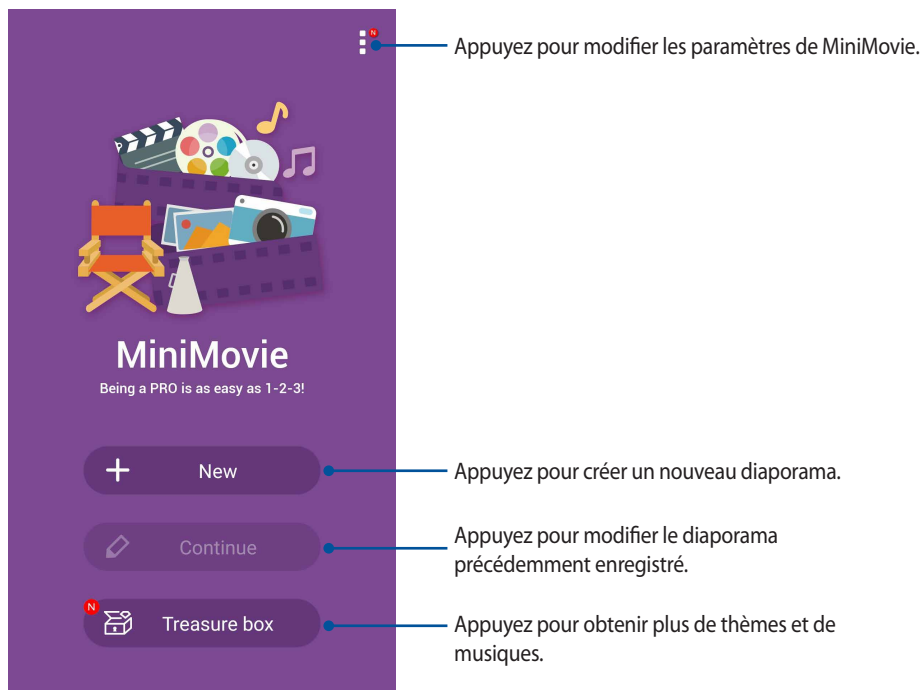 N
Appuyez pour modifier les paramètres de MiniMovie.
MiniMovie
Being a PRO is as easy as 1-2-3!
New
Appuyez pour créer un nouveau diaporama.
Continue
Appuyez pour modifier le diaporama
précédemment enregistré.
N
Treasure box
Appuyez pour obtenir plus de thèmes et de
musiques.